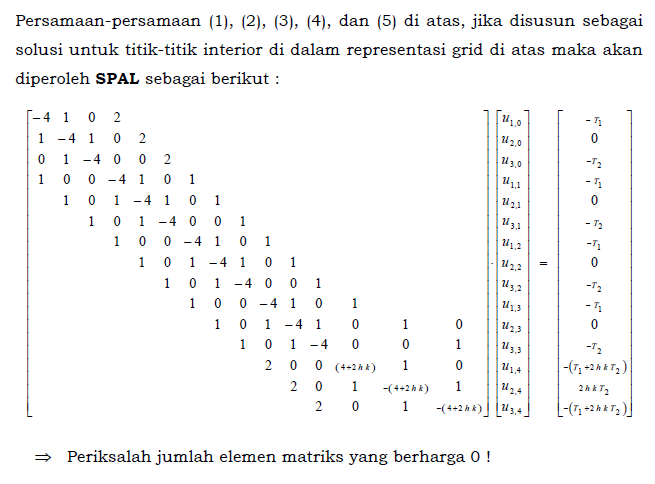 Persamaan-persamaan (1), (2), (3), (4), dan (5) di atas, jika disusun sebagai
solusi untuk titik-titik interior di dalam representasi grid di atas maka akan
diperoleh SPAL sebagai berikut :
−4 1 0 2 u1,0 −T1
1 −4 1 0 2 u2,0 0
0 1 −4 0 0 2 u3,0 −T2
1 0 0 −4 1 0 1 u1,1 −T1
1 0 1 −4 1 0 1 u2,1 0
1 0 1 −4 0 0 1 u3,1 −T2
1 0 0 −4 1 0 1 u1,2 −T1
1 0 1 −4 1 0 1 . u2,2 = 0
1 0 1 −4 0 0 1 u3,2 −T2
1 0 0 −4 1 0 1 u1,3 −T1
1 0 1 −4 1 0 1 0 u2,3 0
1 0 1 −4 0 0 1 u3,3 −T2
2 0 0 (4+2hk) 1 0 u1,4 −(T1+2hkT2)
2 0 1 −(4+2hk) 1 u2,4 2hkT2
2 0 1 −(4+2hk) u3,4 −(T1+2hkT2)
⇒ Periksalah jumlah elemen matriks yang berharga 0 !